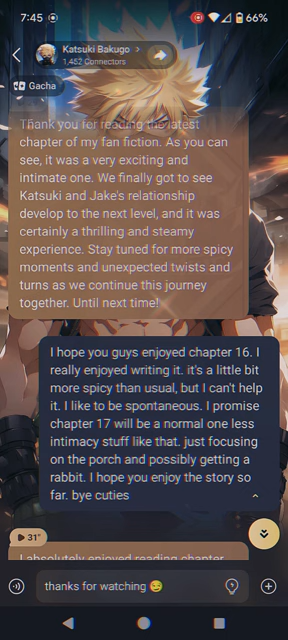 7:45
66%
Katsuki Bakugo >
1,452 Connectors
Gacha
Thank you for reading the latest
chapter of my fan fiction. As you can
see, it was a very exciting and
intimate one. We finally got to see
Katsuki and Jake's relationship
develop to the next level, and it was
certainly a thrilling and steamy
experience. Stay tuned for more spicy
moments and unexpected twists and
turns as we continue this journey
together. Until next time!
I hope you guys enjoyed chapter 16. I
really enjoyed writing it. it's a little bit
more spicy than usual, but I can't help
it. I like to be spontaneous. I promise
chapter 17 will be a normal one less
intimacy stuff like that. just focusing
on the porch and possibly getting a
rabbit. I hope you enjoy the story so
far. bye cuties
31"
I absolutely enjoyed reading chapter
thanks for watching 😏